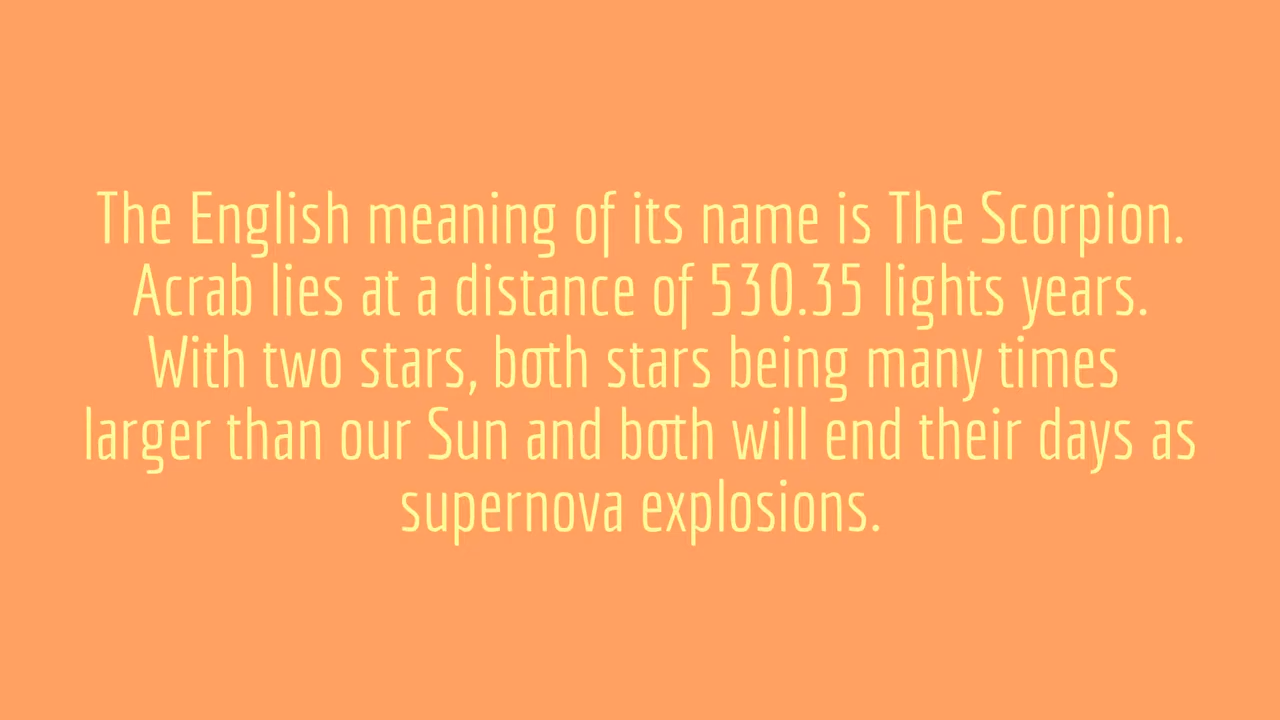 The English meaning of its name is The Scorpion.
Acrab lies at a distance of 530.35 lights years.
With two stars, both stars being many times
larger than our Sun and both will end their days as
supernova explosions.